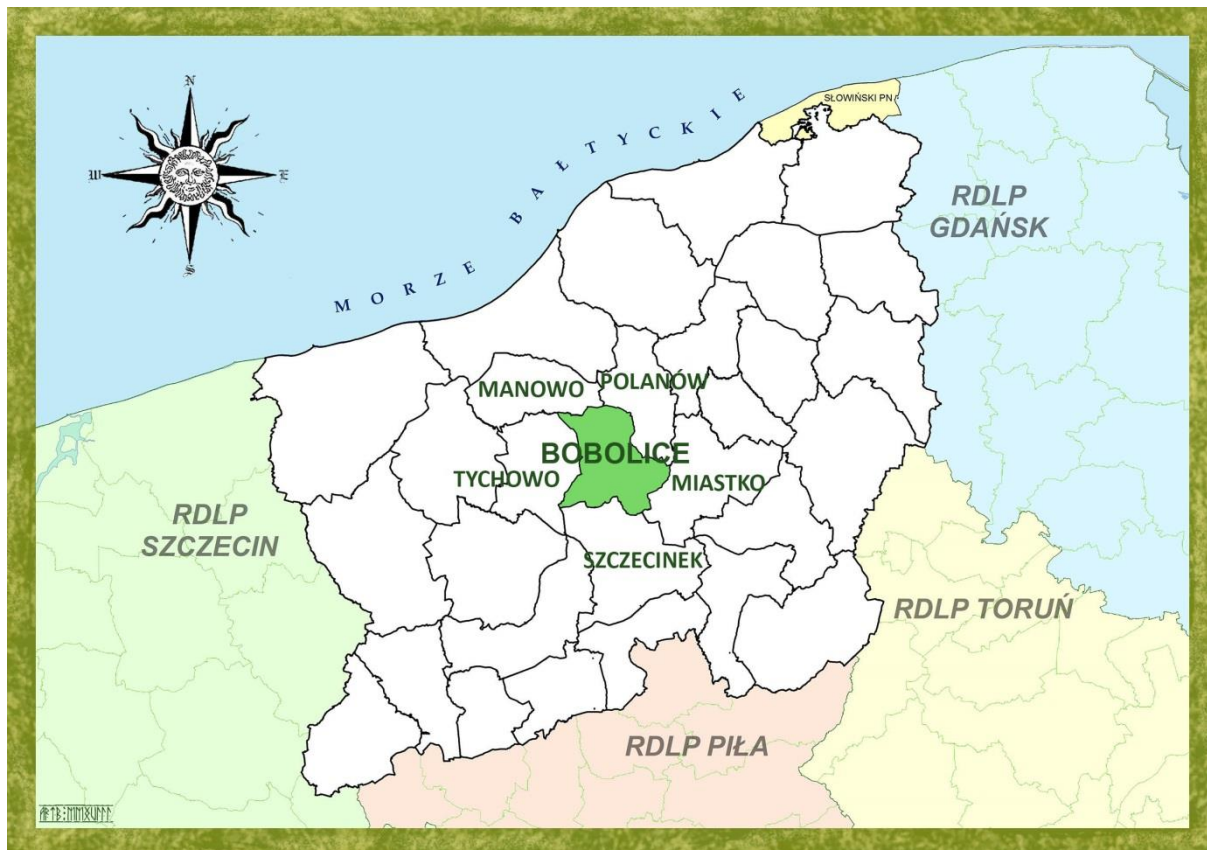 N
W
E
S
MORZE BAŁTYCKIE
SŁOWIŃSKI PN
RDLP
GDAŃSK
MANOWO
POLANÓW
BOBOLICE
TYCHOWO
MIASTKO
RDLP
SZCZECIN
SZCZECINEK
RDLP TORUŃ
RDLP PIŁA